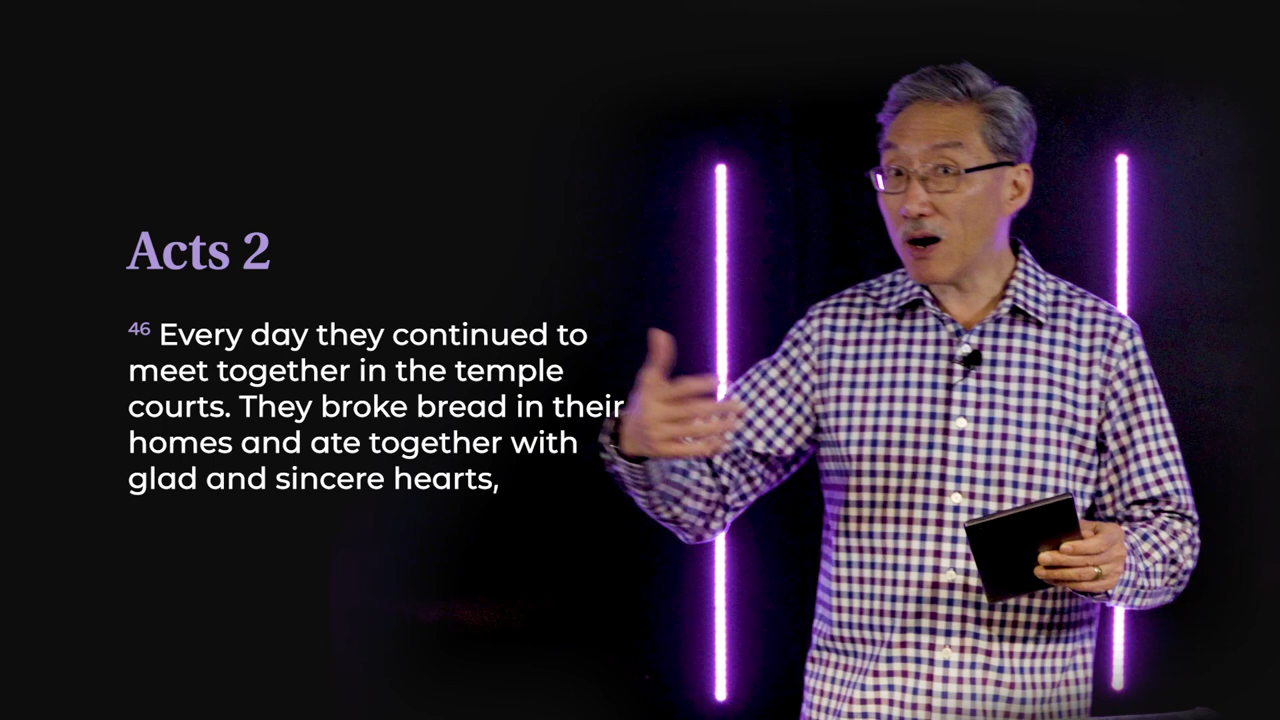 Acts 2
46 Every day they continued to
meet together in the temple
courts. They broke bread in their
homes and ate together with
glad and sincere hearts,